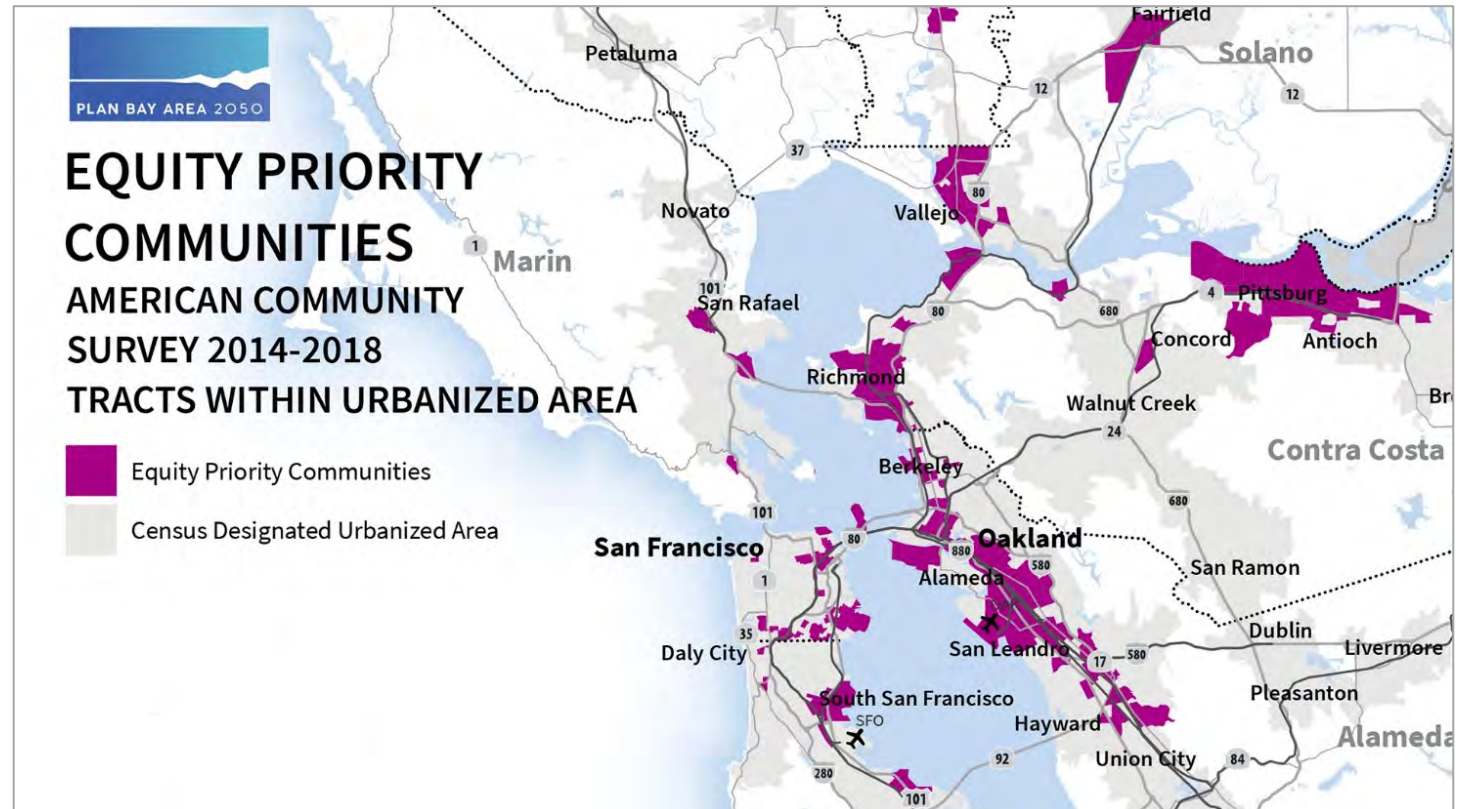 PLAN BAY AREA 2050
EQUITY PRIORITY
COMMUNITIES
AMERICAN COMMUNITY
SURVEY 2014-2018
TRACTS WITHIN URBANIZED AREA
Equity Priority Communities
Census Designated Urbanized Area
Fairfield
Petaluma
Solano
12
12
37
80
Novato
Vallejo
1
Marin
101
San Rafael
4
Pittsburg
80
680
Concord
Antioch
Richmond
Br
Walnut Creek
24
Contra Costa
Berkeley
680
101
80
Oakland
San Francisco
880
580
San Ramon
1
Alameda
35
Dublin
Daly City
San Leandro
17
580
Livermore
South San Francisco
Pleasanton
SFO
Hayward
Alameda
92
Union City
84
280
101